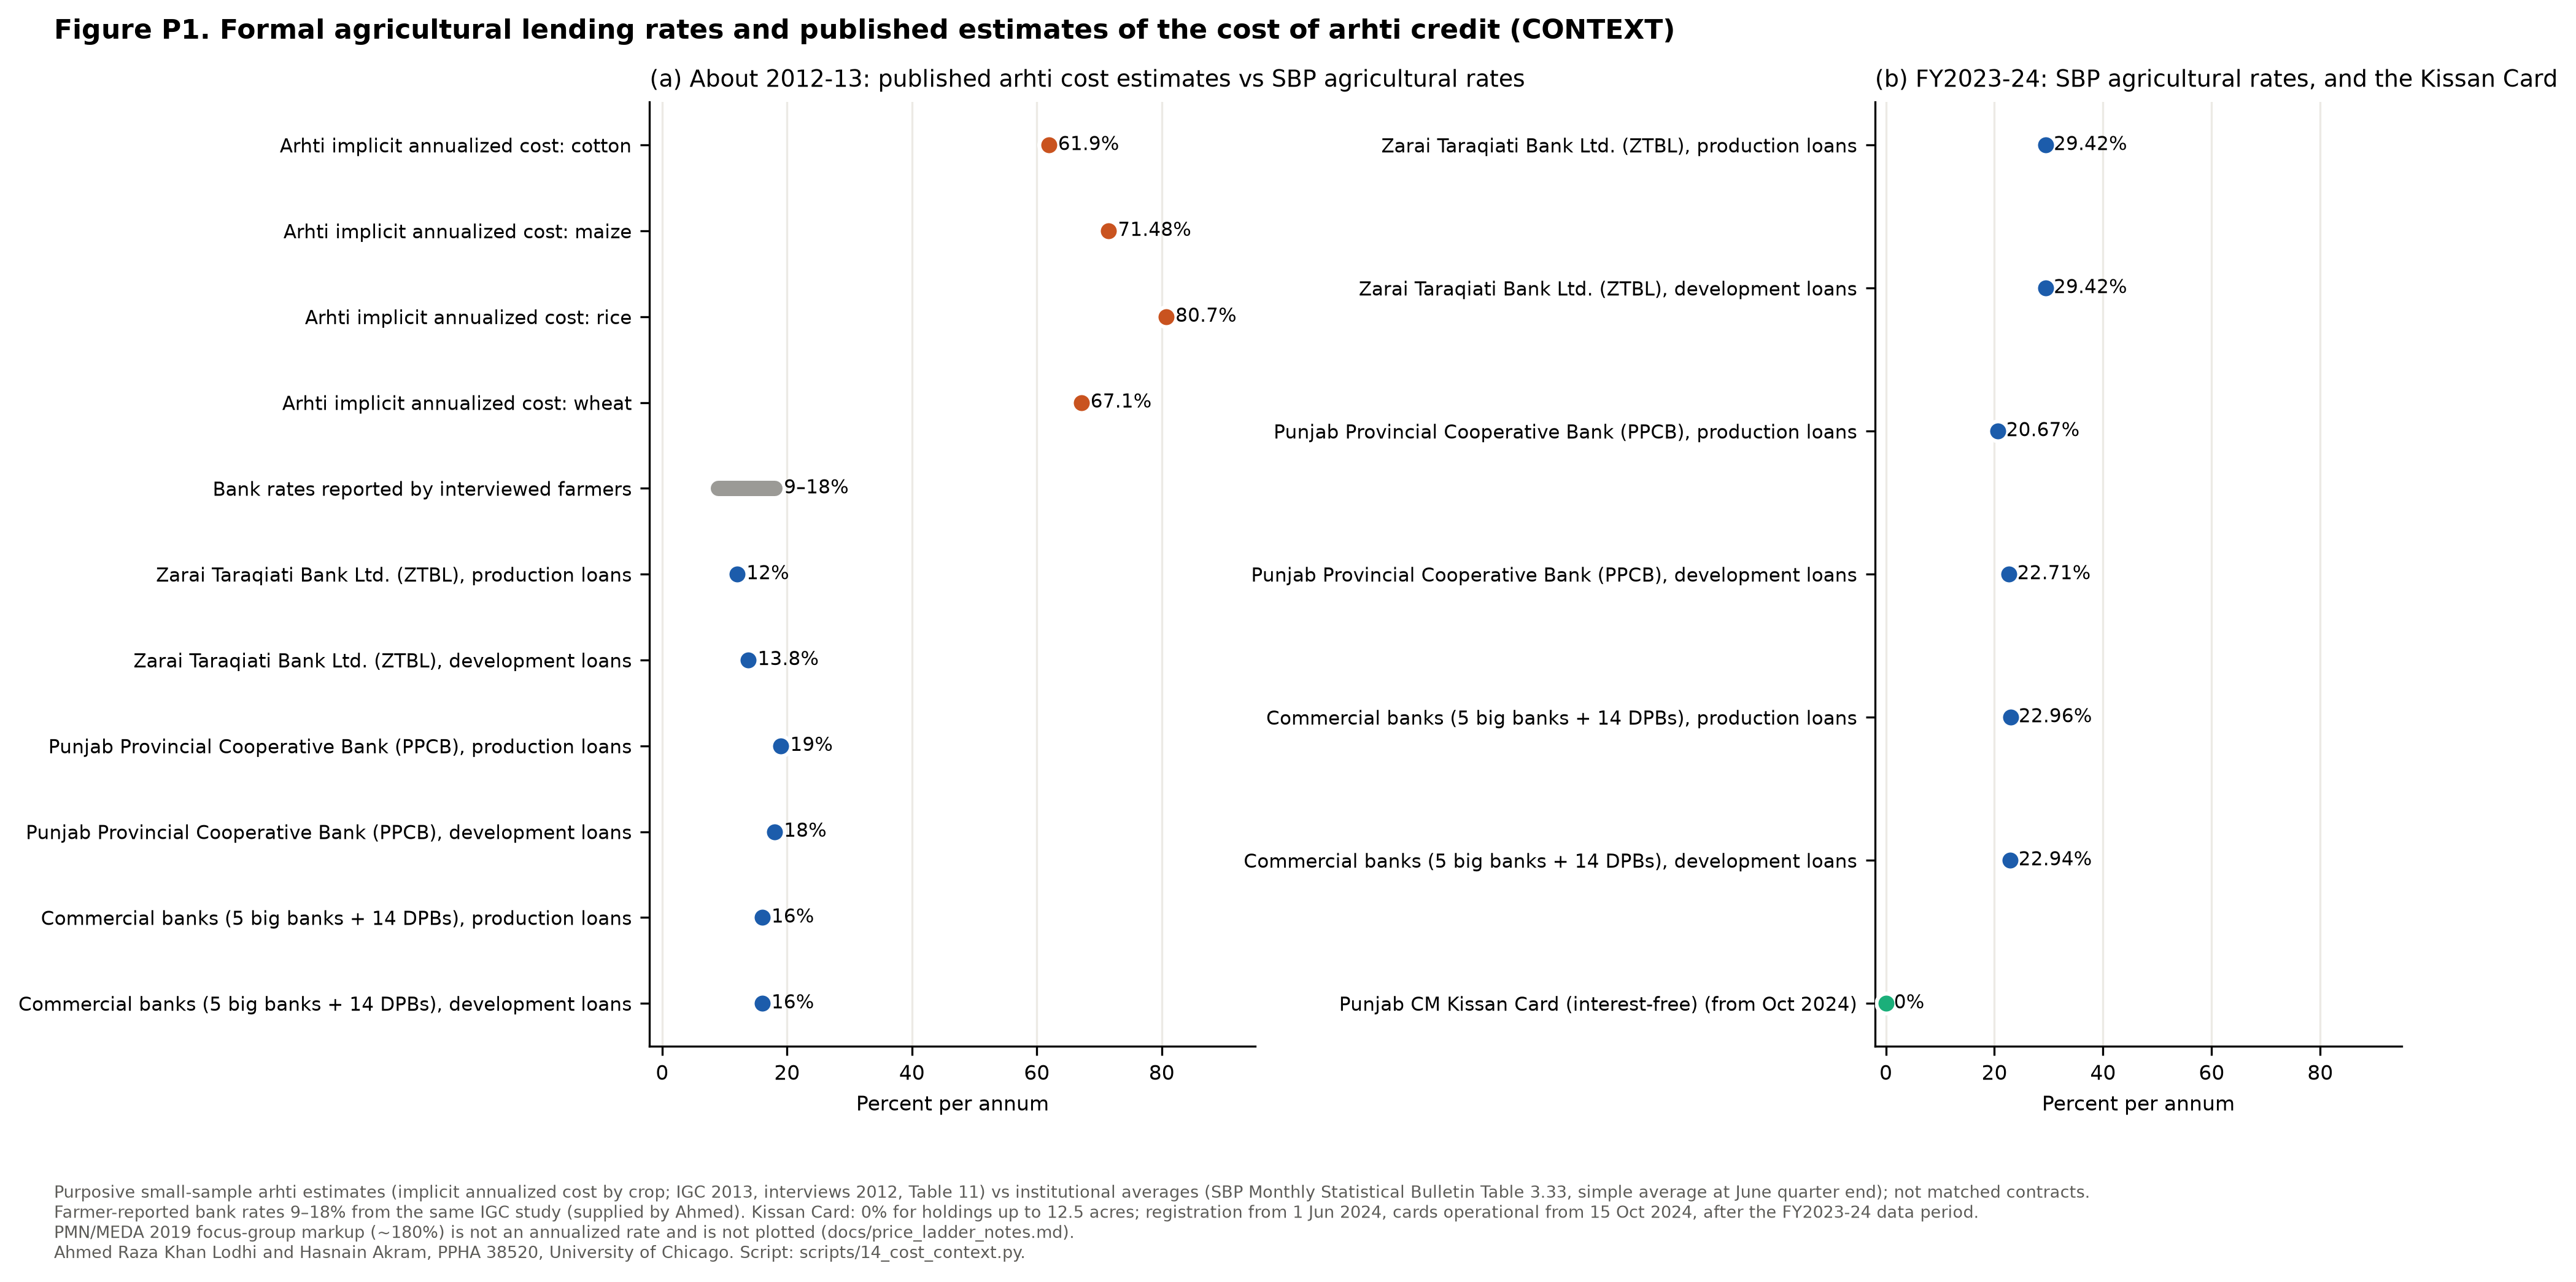 Figure P1. Formal agricultural lending rates and published estimates of the cost of arhti credit (CONTEXT)
(a) About 2012-13: published arhti cost estimates vs SBP agricultural rates
Arhti implicit annualized cost: cotton
61.9%
Arhti implicit annualized cost: maize
71.48%
Arhti implicit annualized cost: rice
80.7%
Arhti implicit annualized cost: wheat
67.1%
Bank rates reported by interviewed farmers
9–18%
Zarai Taraqiati Bank Ltd. (ZTBL), production loans
12%
Zarai Taraqiati Bank Ltd. (ZTBL), development loans
13.8%
Punjab Provincial Cooperative Bank (PPCB), production loans
19%
Punjab Provincial Cooperative Bank (PPCB), development loans
18%
Commercial banks (5 big banks + 14 DPBs), production loans
16%
Commercial banks (5 big banks + 14 DPBs), development loans
16%
0 20 40 60 80
Percent per annum
(b) FY2023-24: SBP agricultural rates, and the Kissan Card
Zarai Taraqiati Bank Ltd. (ZTBL), production loans
29.42%
Zarai Taraqiati Bank Ltd. (ZTBL), development loans
29.42%
Punjab Provincial Cooperative Bank (PPCB), production loans
20.67%
Punjab Provincial Cooperative Bank (PPCB), development loans
22.71%
Commercial banks (5 big banks + 14 DPBs), production loans
22.96%
Commercial banks (5 big banks + 14 DPBs), development loans
22.94%
Punjab CM Kissan Card (interest-free) (from Oct 2024)
0%
0 20 40 60 80
Percent per annum
Purposive small-sample arhti estimates (implicit annualized cost by crop; IGC 2013, interviews 2012, Table 11) vs institutional averages (SBP Monthly Statistical Bulletin Table 3.33, simple average at June quarter end); not matched contracts.
Farmer-reported bank rates 9–18% from the same IGC study (supplied by Ahmed). Kissan Card: 0% for holdings up to 12.5 acres; registration from 1 Jun 2024, cards operational from 15 Oct 2024, after the FY2023-24 data period.
PMN/MEDA 2019 focus-group markup (~180%) is not an annualized rate and is not plotted (docs/price_ladder_notes.md).
Ahmed Raza Khan Lodhi and Hasnain Akram, PPHA 38520, University of Chicago. Script: scripts/14_cost_context.py.